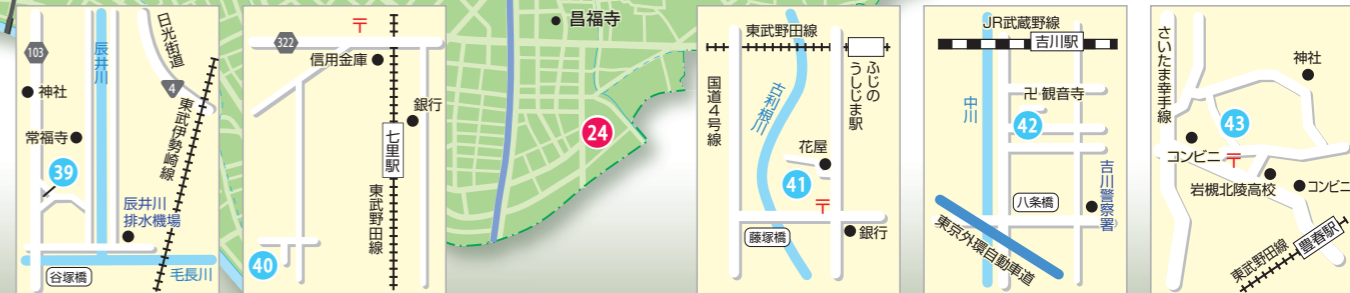 103
日光街道
辰井川
4
神社
東武伊勢崎線
常福寺
39
辰井川
排水機場
谷塚橋
毛長川
〒
322
信用金庫
銀行
七里駅
東武野田線
40
昌福寺
24
東武野田線
ふじの
うしじま駅
国道4号線
古利根川
花屋
41
〒
藤塚橋
銀行
JR武蔵野線
吉川駅
中川
卍観音寺
42
八条橋
吉川警察署
東京外環自動車道
さいたま幸手線
神社
43
コンビニ
〒
岩槻北陵高校
コンビニ
東武野田線
豊春駅